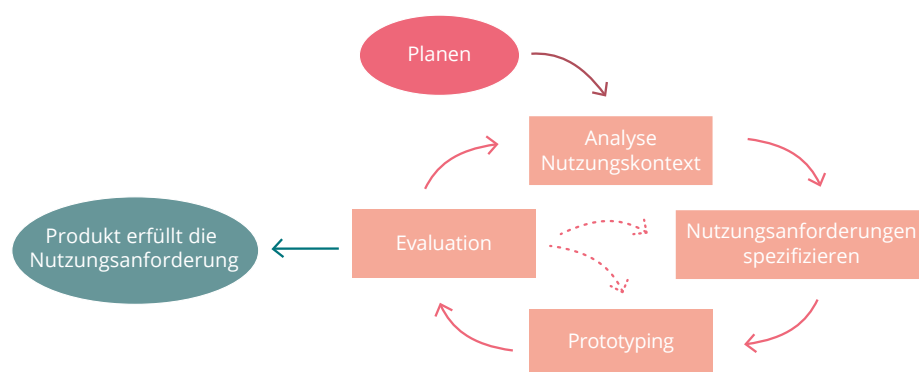 Planen
Analyse
Nutzungskontext
Produkt erfüllt die
Nutzungsanforderung
Evaluation
Nutzungsanforderungen
spezifizieren
Prototyping